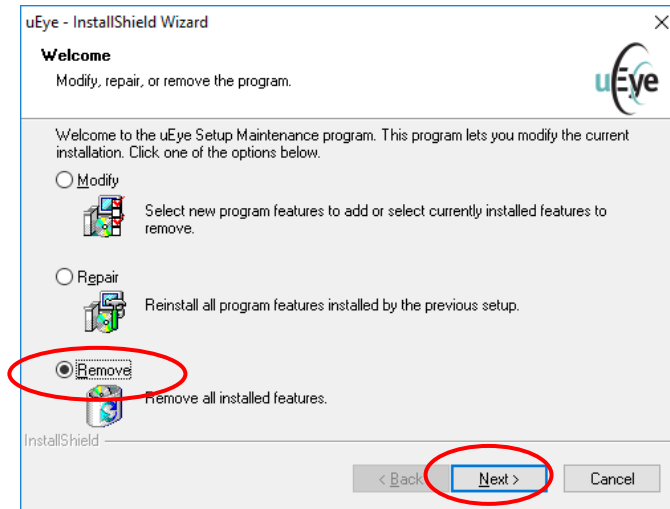 uEye - InstallShield Wizard
Welcome
Modify, repair, or remove the program.
uEye
Welcome to the uEye Setup Maintenance program. This program lets you modify the current
installation. Click one of the options below.
Modify
Select new program features to add or select currently installed features to
remove.
Repair
Reinstall all program features installed by the previous setup.
Remove
Remove all installed features.
InstallShield
< Back
Next >
Cancel